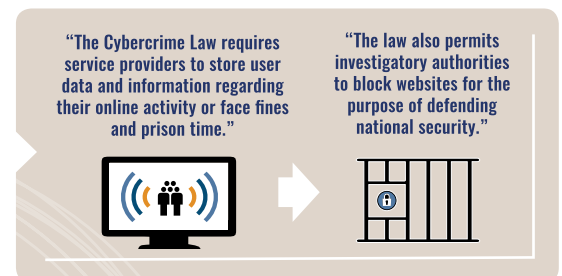 “The Cybercrime Law requires
service providers to store user
data and information regarding
their online activity or face fines
and prison time.”
“The law also permits
investigatory authorities
to block websites for the
purpose of defending
national security.”